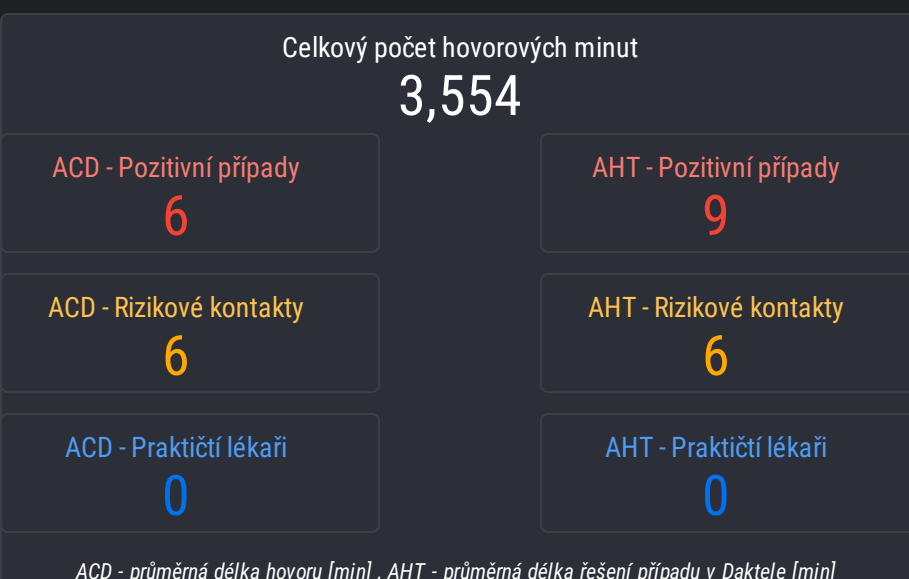 Celkový počet hovorových minut
3,554
ACD - Pozitivní případy
6
AHT - Pozitivní případy
9
ACD - Rizikové kontakty
6
AHT - Rizikové kontakty
6
ACD - Praktičtí lékaři
0
AHT - Praktičtí lékaři
0
ACD - průměrná délka hovoru [min] , AHT - průměrná délka řešení případu v Daktele [min]